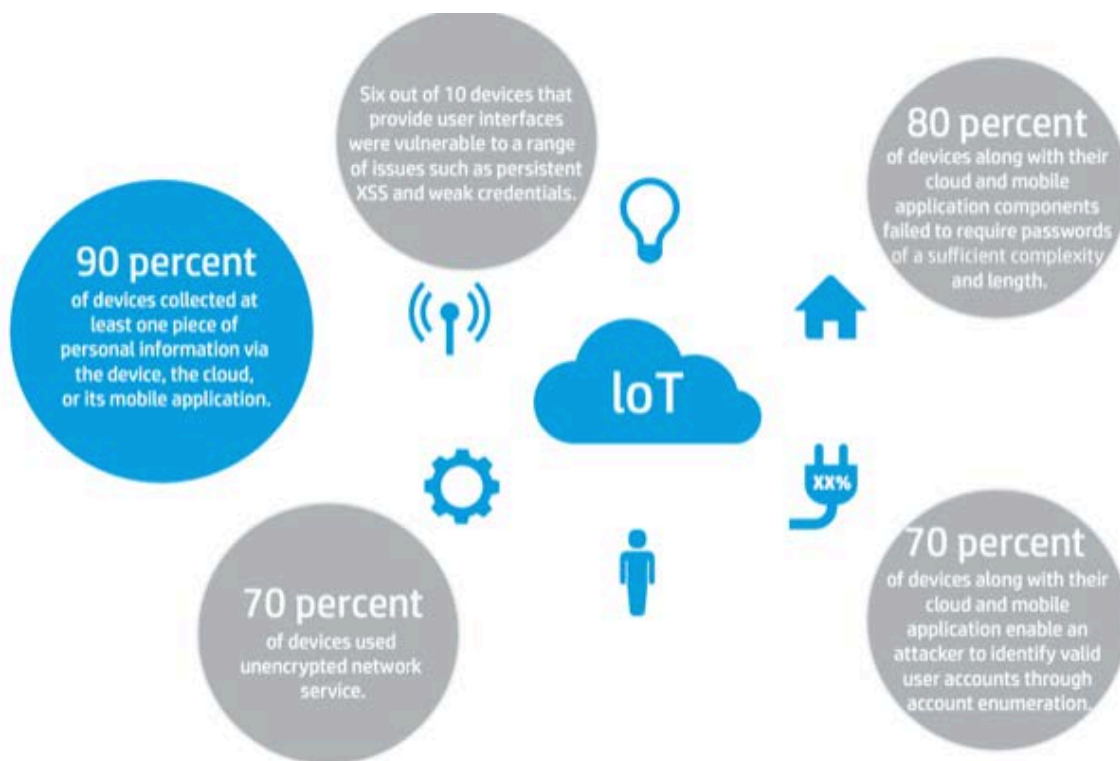 Six out of 10 devices that
provide user interfaces
were vulnerable to a range
of issues such as persistent
XSS and weak credentials.
80 percent
of devices along with their
cloud and mobile
application components
failed to require passwords
of a sufficient complexity
and length.
90 percent
of devices collected at
least one piece of
personal information via
the device, the cloud,
or its mobile application.
IoT
XX%
70 percent
of devices used
unencrypted network
service.
70 percent
of devices along with their
cloud and mobile
application enable an
attacker to identify valid
user accounts through
account enumeration.